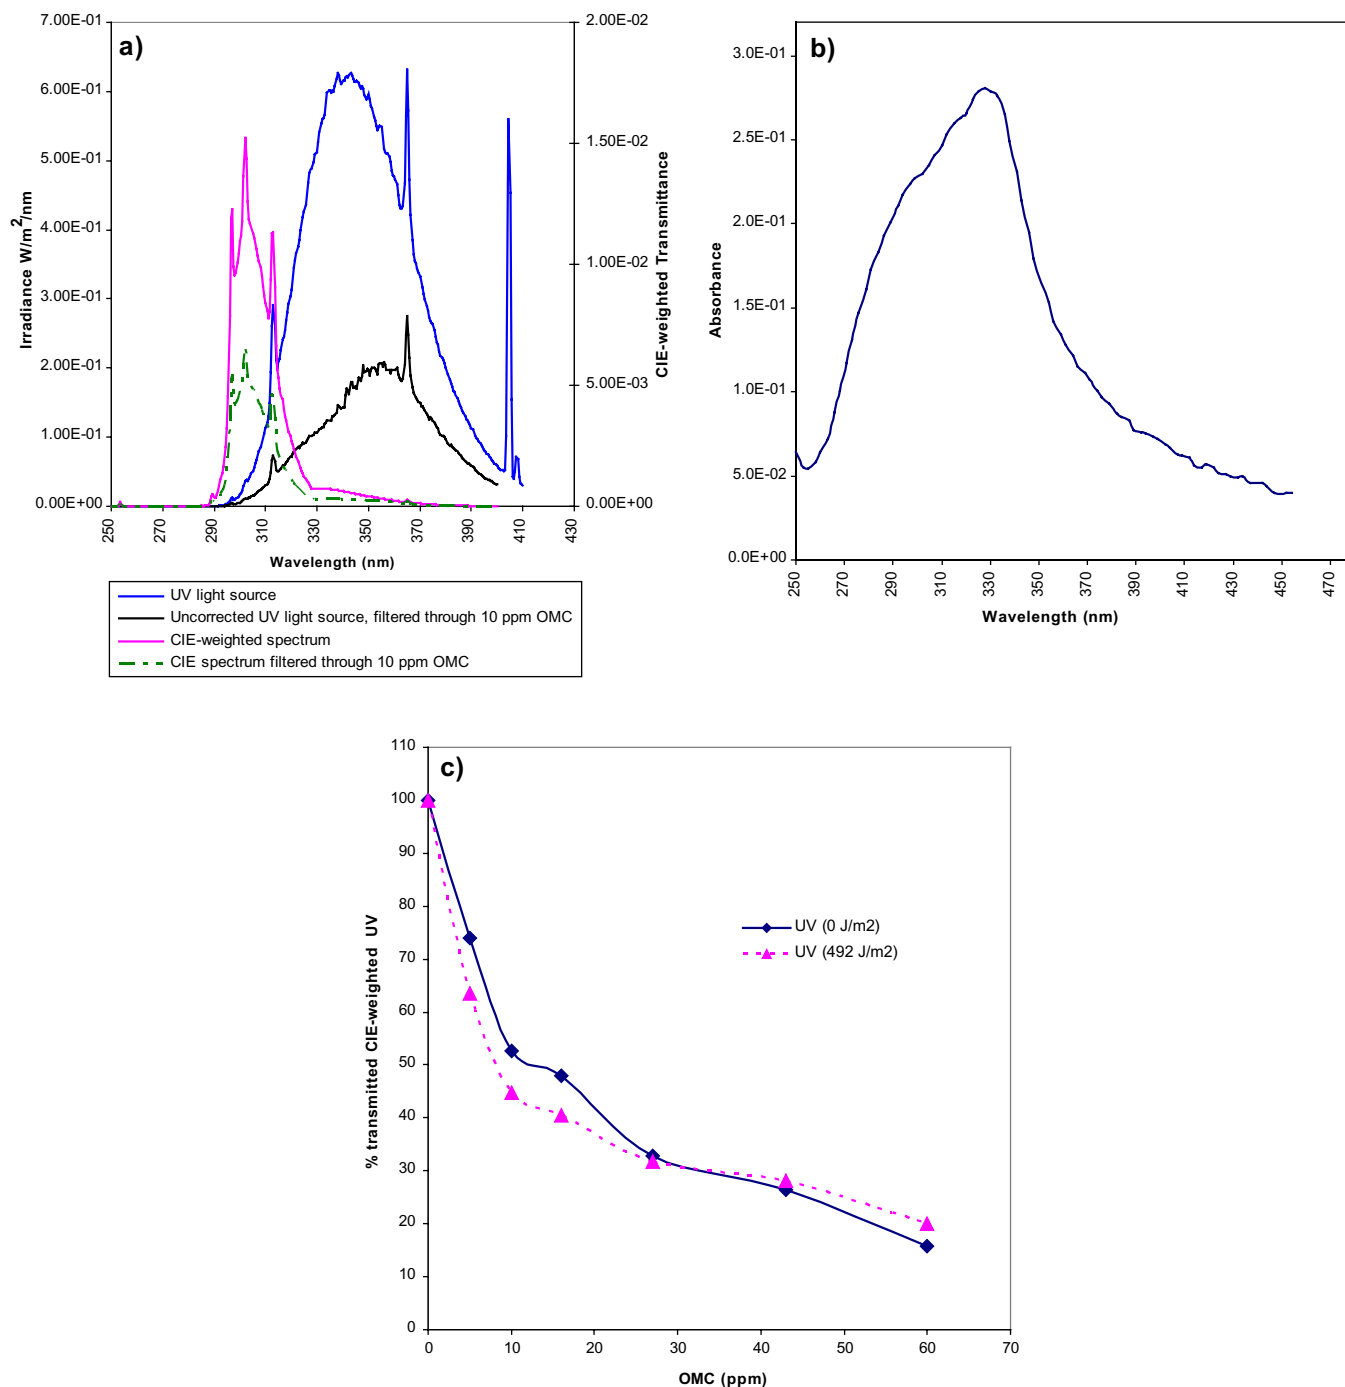 a)
7.00E-01
6.00E-01
5.00E-01
4.00E-01
3.00E-01
2.00E-01
1.00E-01
0.00E+00
Irradiance W/m²/nm
2.00E-02
1.50E-02
1.00E-02
5.00E-03
0.00E+00
CIE-weighted Transmittance
250 270 290 310 330 350 370 390 410 430
Wavelength (nm)
UV light source
Uncorrected UV light source, filtered through 10 ppm OMC
CIE-weighted spectrum
CIE spectrum filtered through 10 ppm OMC
b)
3.0E-01
2.5E-01
2.0E-01
1.5E-01
1.0E-01
5.0E-02
0.0E+00
Absorbance
250 270 290 310 330 350 370 390 410 430 450 470
Wavelength (nm)
c)
110
100
90
80
70
60
50
40
30
20
10
0
% transmitted CIE-weighted UV
UV (0 J/m2)
UV (492 J/m2)
0 10 20 30 40 50 60 70
OMC (ppm)